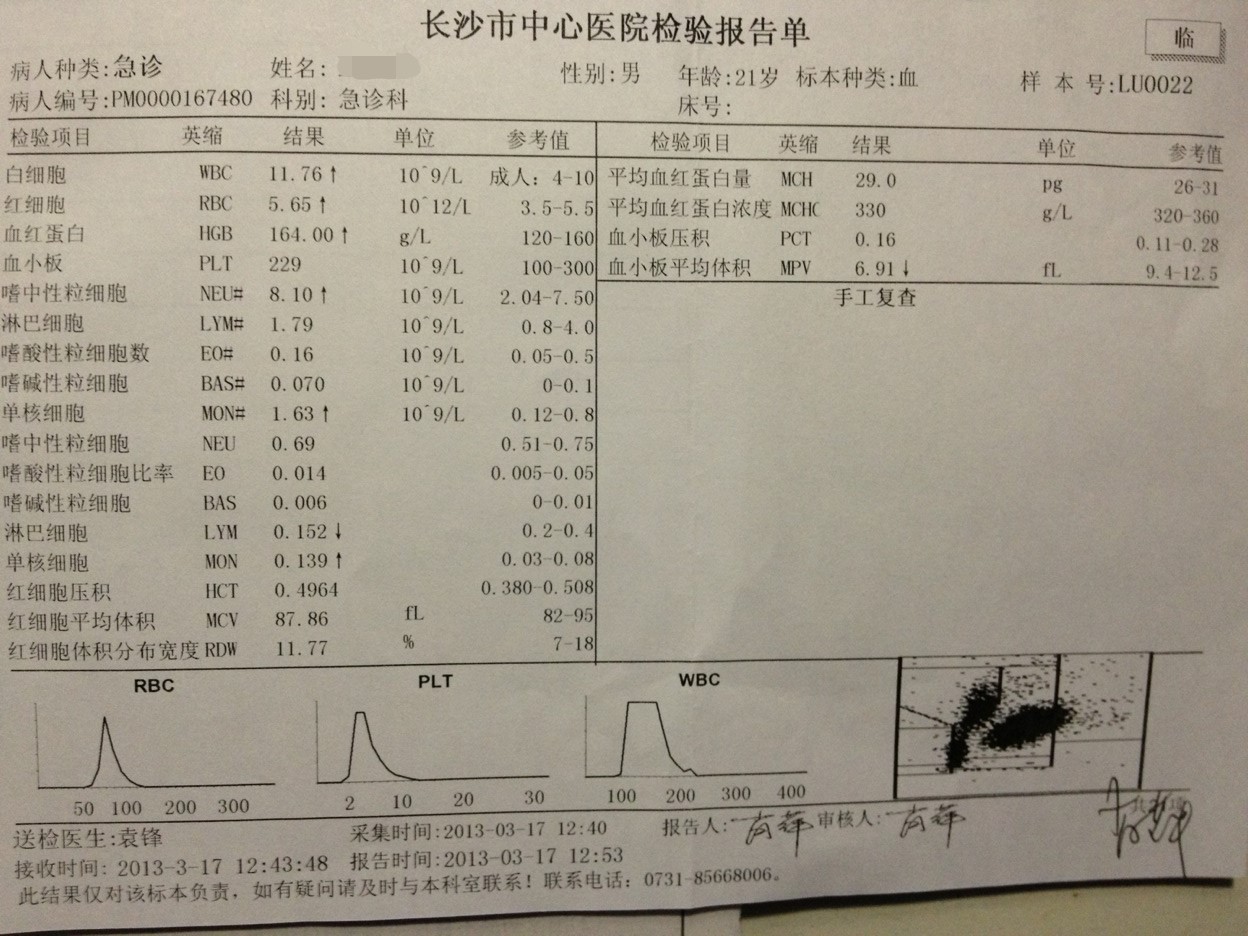 长沙市中心医院检验报告单
临
病人种类:急诊 姓名: 性别:男 年龄:21岁 标本种类:血 样 本 号:LU0022
病人编号:PM0000167480 科别: 急诊科 床号:
检验项目 英缩 结果 单位 参考值 检验项目 英缩 结果 单位 参考值
白细胞 WBC 11.76↑ 10^9/L 成人: 4-10 平均血红蛋白量 MCH 29.0 pg 26-31
红细胞 RBC 5.65↑ 10^12/L 3.5-5.5 平均血红蛋白浓度 MCHC 330 g/L 320-360
血红蛋白 HGB 164.00↑ g/L 120-160 血小板压积 PCT 0.16 0.11-0.28
血小板 PLT 229 10^9/L 100-300 血小板平均体积 MPV 6.91↓ fL 9.4-12.5
嗜中性粒细胞 NEU# 8.10↑ 10^9/L 2.04-7.50 手工复查
淋巴细胞 LYM# 1.79 10^9/L 0.8-4.0
嗜酸性粒细胞数 EO# 0.16 10^9/L 0.05-0.5
嗜碱性粒细胞 BAS# 0.070 10^9/L 0-0.1
单核细胞 MON# 1.63↑ 10^9/L 0.12-0.8
嗜中性粒细胞 NEU 0.69 0.51-0.75
嗜酸性粒细胞比率 EO 0.014 0.005-0.05
嗜碱性粒细胞 BAS 0.006 0-0.01
淋巴细胞 LYM 0.152↓ 0.2-0.4
单核细胞 MON 0.139↑ 0.03-0.08
红细胞压积 HCT 0.4964 0.380-0.508
红细胞平均体积 MCV 87.86 fL 82-95
红细胞体积分布宽度 RDW 11.77 % 7-18
RBC PLT WBC
50 100 200 300 2 10 20 30 100 200 300 400
送检医生:袁锋 采集时间:2013-03-17 12:40 报告人: 审核人:
接收时间: 2013-3-17 12:43:48 报告时间:2013-03-17 12:53
此结果仅对该标本负责，如有疑问请及时与本科室联系! 联系电话: 0731-85668006。